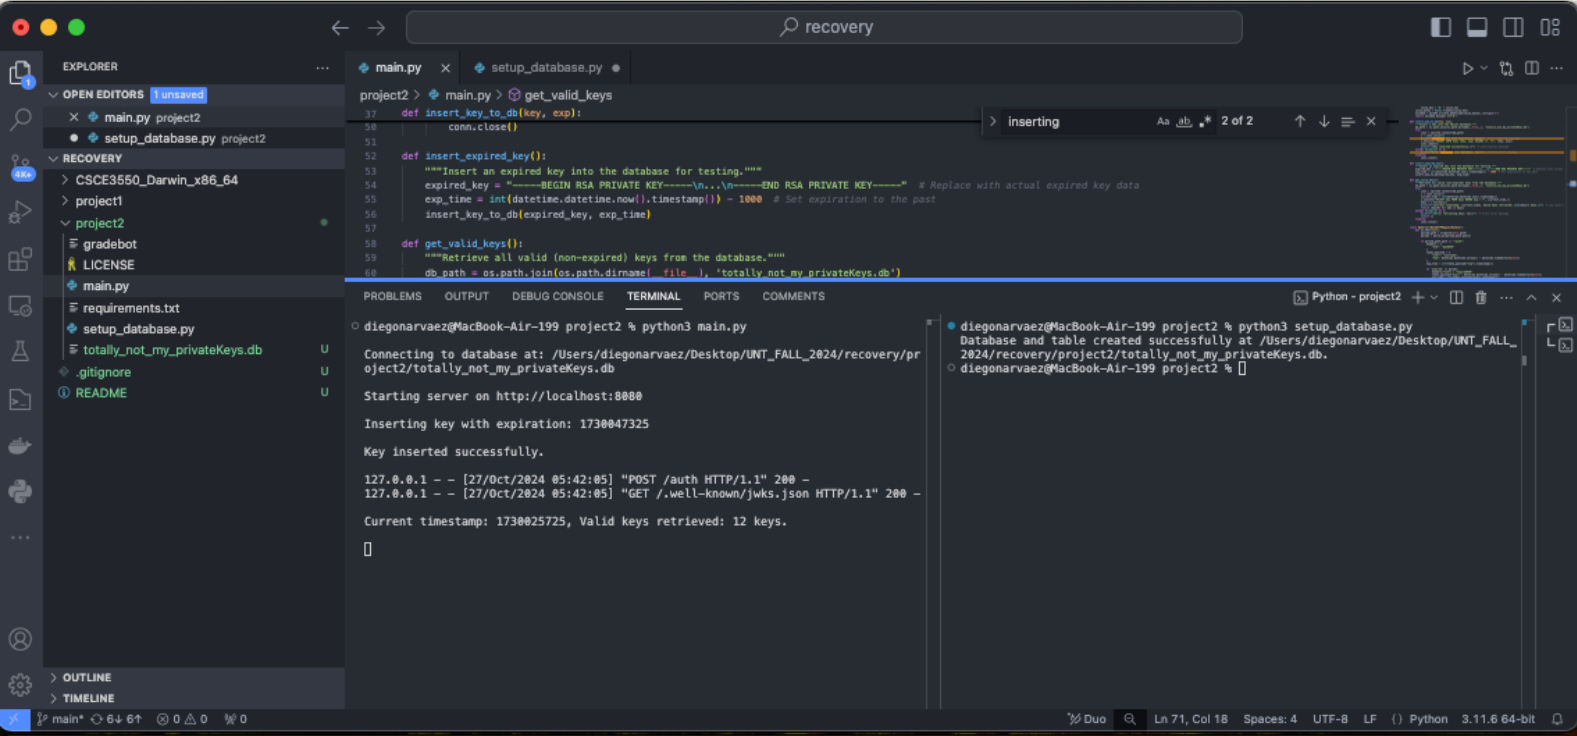 recovery
EXPLORER
OPEN EDITORS 1 unsaved
main.py project2
setup_database.py project2
RECOVERY
CSCE3550_Darwin_x86_64
project1
project2
gradebot
LICENSE
main.py
requirements.txt
setup_database.py
totally_not_my_privateKeys.db U
.gitignore U
README U
OUTLINE
TIMELINE
1
4K+
main.py
setup_database.py
project2 > main.py > get_valid_keys
inserting Aa ab 2 of 2
37 def insert_key_to_db(key, exp):
50 conn.close()
51
52 def insert_expired_key():
53 """Insert an expired key into the database for testing."""
54 expired_key = "-----BEGIN RSA PRIVATE KEY-----\n...\n-----END RSA PRIVATE KEY-----" # Replace with actual expired key data
55 exp_time = int(datetime.datetime.now().timestamp()) - 1000 # Set expiration to the past
56 insert_key_to_db(expired_key, exp_time)
57
58 def get_valid_keys():
59 """Retrieve all valid (non-expired) keys from the database."""
60 db_path = os.path.join(os.path.dirname(__file__), 'totally_not_my_privateKeys.db')
PROBLEMS OUTPUT DEBUG CONSOLE TERMINAL PORTS COMMENTS
Python - project2
diegonarvaez@MacBook-Air-199 project2 % python3 main.py
Connecting to database at: /Users/diegonarvaez/Desktop/UNT_FALL_2024/recovery/pr
oject2/totally_not_my_privateKeys.db
Starting server on http://localhost:8080
Inserting key with expiration: 1730047325
Key inserted successfully.
127.0.0.1 - - [27/Oct/2024 05:42:05] "POST /auth HTTP/1.1" 200 -
127.0.0.1 - - [27/Oct/2024 05:42:05] "GET /.well-known/jwks.json HTTP/1.1" 200 -
Current timestamp: 1730025725, Valid keys retrieved: 12 keys.
diegonarvaez@MacBook-Air-199 project2 % python3 setup_database.py
Database and table created successfully at /Users/diegonarvaez/Desktop/UNT_FALL_
2024/recovery/project2/totally_not_my_privateKeys.db.
diegonarvaez@MacBook-Air-199 project2 %
main* 6↓ 6↑ 0 0 0
Duo Ln 71, Col 18 Spaces: 4 UTF-8 LF {} Python 3.11.6 64-bit